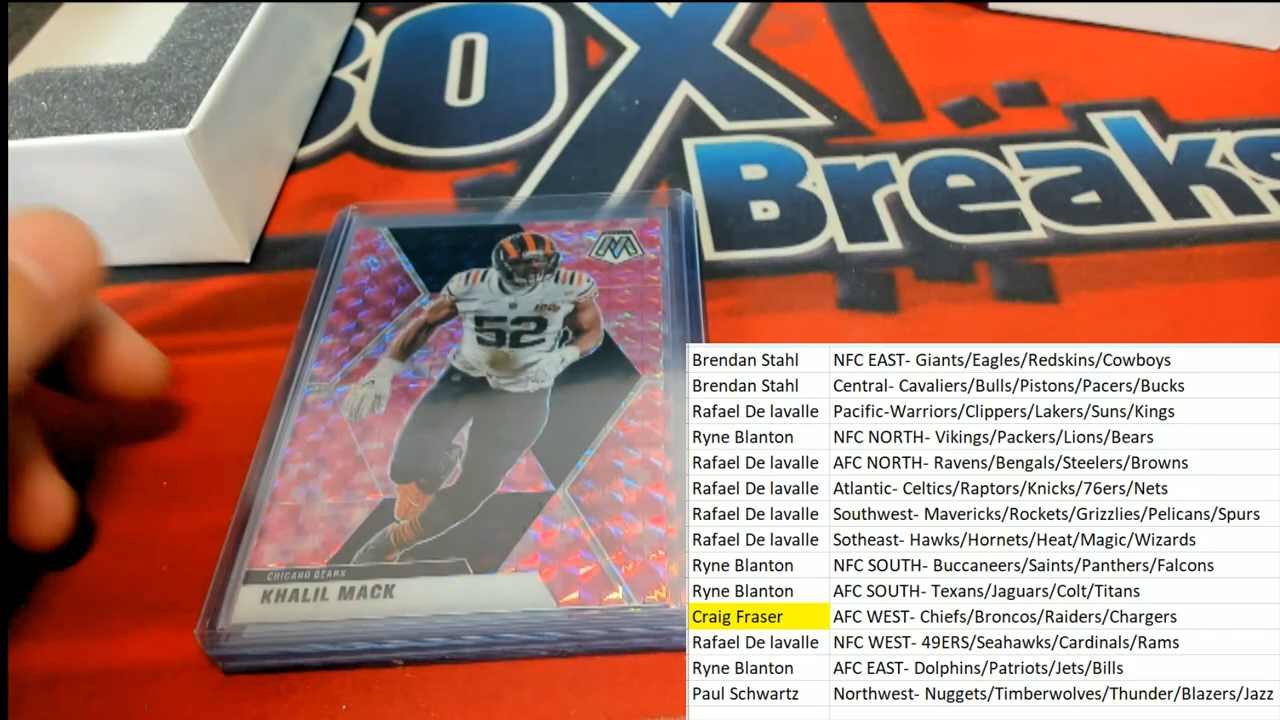 BOX
Breaks
M
52
100
CHICAGO BEARS
KHALIL MACK
Brendan Stahl NFC EAST- Giants/Eagles/Redskins/Cowboys
Brendan Stahl Central- Cavaliers/Bulls/Pistons/Pacers/Bucks
Rafael De lavalle Pacific-Warriors/Clippers/Lakers/Suns/Kings
Ryne Blanton NFC NORTH- Vikings/Packers/Lions/Bears
Rafael De lavalle AFC NORTH- Ravens/Bengals/Steelers/Browns
Rafael De lavalle Atlantic- Celtics/Raptors/Knicks/76ers/Nets
Rafael De lavalle Southwest- Mavericks/Rockets/Grizzlies/Pelicans/Spurs
Rafael De lavalle Sotheast- Hawks/Hornets/Heat/Magic/Wizards
Ryne Blanton NFC SOUTH- Buccaneers/Saints/Panthers/Falcons
Ryne Blanton AFC SOUTH- Texans/Jaguars/Colt/Titans
Craig Fraser AFC WEST- Chiefs/Broncos/Raiders/Chargers
Rafael De lavalle NFC WEST- 49ERS/Seahawks/Cardinals/Rams
Ryne Blanton AFC EAST- Dolphins/Patriots/Jets/Bills
Paul Schwartz Northwest- Nuggets/Timberwolves/Thunder/Blazers/Jazz